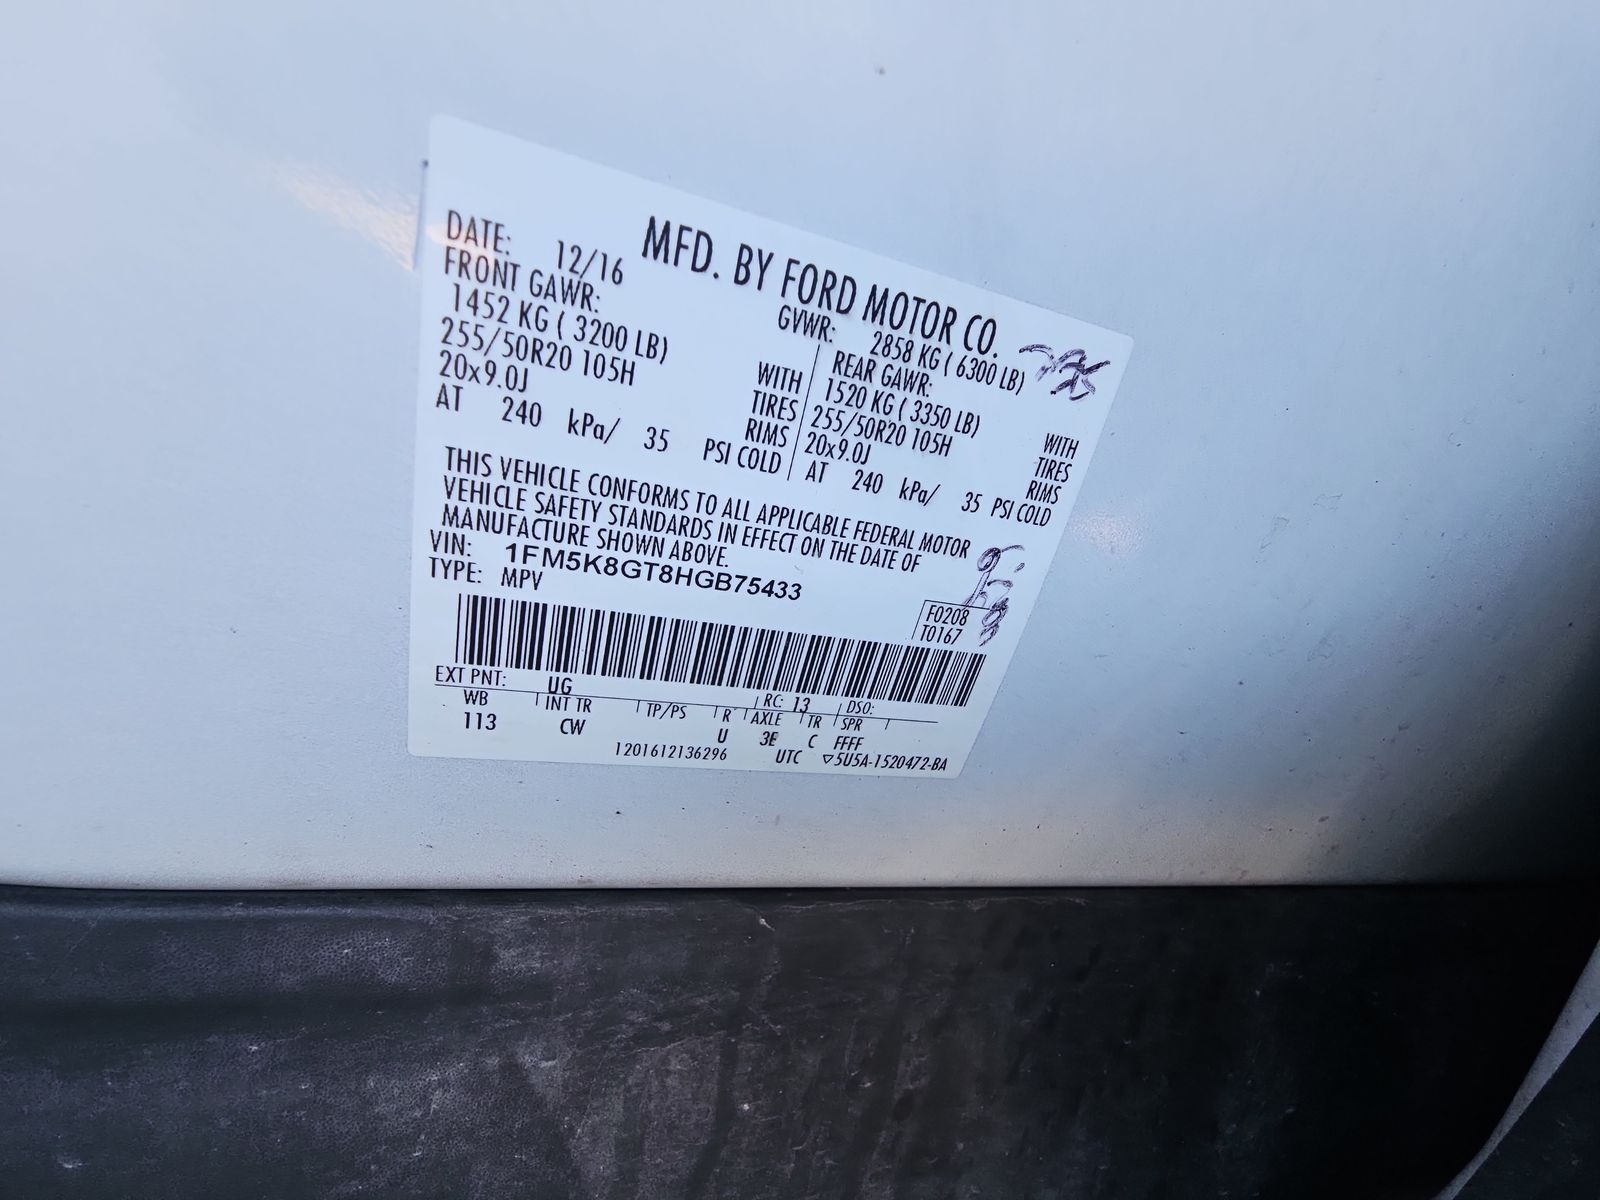 MFD. BY FORD MOTOR CO.
DATE: 12/16
GVWR: 2858 KG ( 6300 LB)
FRONT GAWR:
1452 KG ( 3200 LB) WITH
255/50R20 105H TIRES
20x9.0J RIMS
AT 240 kPa/ 35 PSI COLD
REAR GAWR:
1520 KG ( 3350 LB) WITH
255/50R20 105H TIRES
20x9.0J RIMS
AT 240 kPa/ 35 PSI COLD
THIS VEHICLE CONFORMS TO ALL APPLICABLE FEDERAL MOTOR
VEHICLE SAFETY STANDARDS IN EFFECT ON THE DATE OF
MANUFACTURE SHOWN ABOVE.
VIN: 1FM5K8GT8HGB75433
TYPE: MPV
F0208
T0167
EXT PNT: UG RC: 13 DSO:
WB INT TR TP/PS R AXLE TR SPR
113 CW U 3E C FFFF
1201612136296 UTC ▽5U5A-1520472-BA